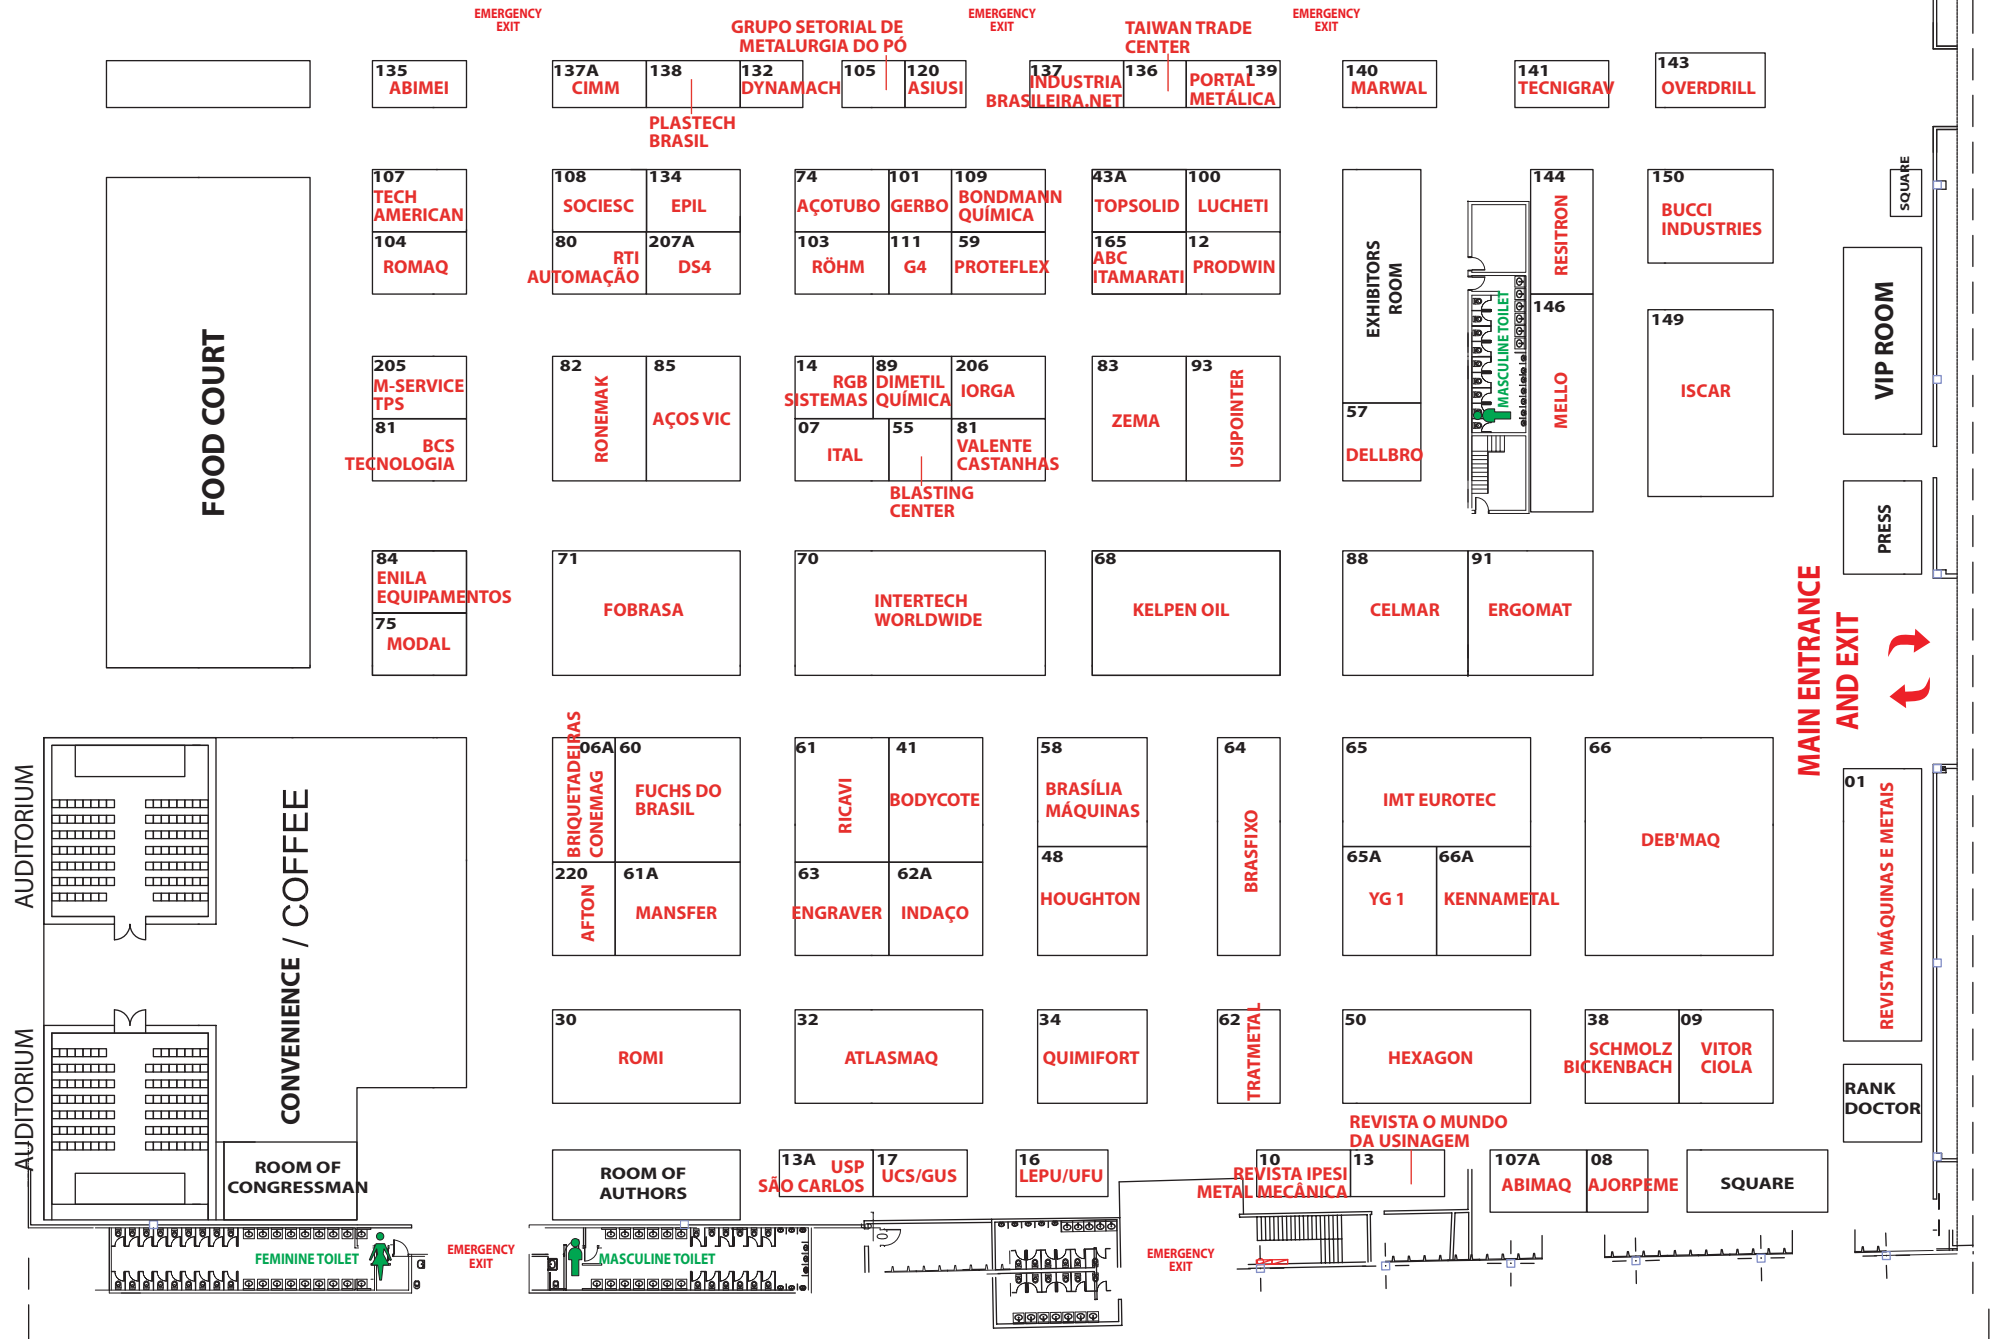 EMERGENCY
EXIT
EMERGENCY
EXIT
EMERGENCY
EXIT
GRUPO SETORIAL DE
METALURGIA DO PÓ
TAIWAN TRADE
CENTER
135
ABIMEI
137A
CIMM
138
PLASTECH
BRASIL
132
DYNAMACH
105
120
ASIUSI
137
INDUSTRIA
BRASILEIRA.NET
136
139
PORTAL
METÁLICA
140
MARWAL
141
TECNIGRAV
143
OVERDRILL
107
TECH
AMERICAN
104
ROMAQ
108
SOCIESC
134
EPIL
80
RTI
AUTOMAÇÃO
207A
DS4
74
AÇOTUBO
101
GERBO
109
BONDMANN
QUÍMICA
103
RÖHM
111
G4
59
PROTEFLEX
43A
TOPSOLID
100
LUCHETI
165
ABC
ITAMARATI
12
PRODWIN
EXHIBITORS
ROOM
57
DELLBRO
MASCULINE TOILET
144
RESITRON
146
MELLO
150
BUCCI
INDUSTRIES
149
ISCAR
SQUARE
VIP ROOM
PRESS
FOOD COURT
205
M-SERVICE
TPS
81
BCS
TECNOLOGIA
82
RONEMAK
85
AÇOS VIC
14
RGB
SISTEMAS
89
DIMETIL
QUÍMICA
206
IORGA
07
ITAL
55
BLASTING
CENTER
81
VALENTE
CASTANHAS
83
ZEMA
93
USIPOINTER
84
ENILA
EQUIPAMENTOS
75
MODAL
71
FOBRASA
70
INTERTECH
WORLDWIDE
68
KELPEN OIL
88
CELMAR
91
ERGOMAT
MAIN ENTRANCE
AND EXIT
AUDITORIUM
AUDITORIUM
CONVENIENCE / COFFEE
06A
BRIQUETADEIRAS
CONEMAG
60
FUCHS DO
BRASIL
220
AFTON
61A
MANSFER
61
RICAVI
41
BODYCOTE
63
ENGRAVER
62A
INDAÇO
58
BRASÍLIA
MÁQUINAS
48
HOUGHTON
64
BRASFIXO
65
IMT EUROTEC
65A
YG 1
66A
KENNAMETAL
66
DEB'MAQ
01
REVISTA MÁQUINAS E METAIS
30
ROMI
32
ATLASMAQ
34
QUIMIFORT
62
TRATMETAL
50
HEXAGON
38
SCHMOLZ
BICKENBACH
09
VITOR
CIOLA
RANK
DOCTOR
ROOM OF
CONGRESSMAN
ROOM OF
AUTHORS
13A
USP
SÃO CARLOS
17
UCS/GUS
16
LEPU/UFU
10
REVISTA IPESI
METAL MECÂNICA
REVISTA O MUNDO
DA USINAGEM
13
107A
ABIMAQ
08
AJORPEME
SQUARE
FEMININE TOILET
EMERGENCY
EXIT
MASCULINE TOILET
EMERGENCY
EXIT